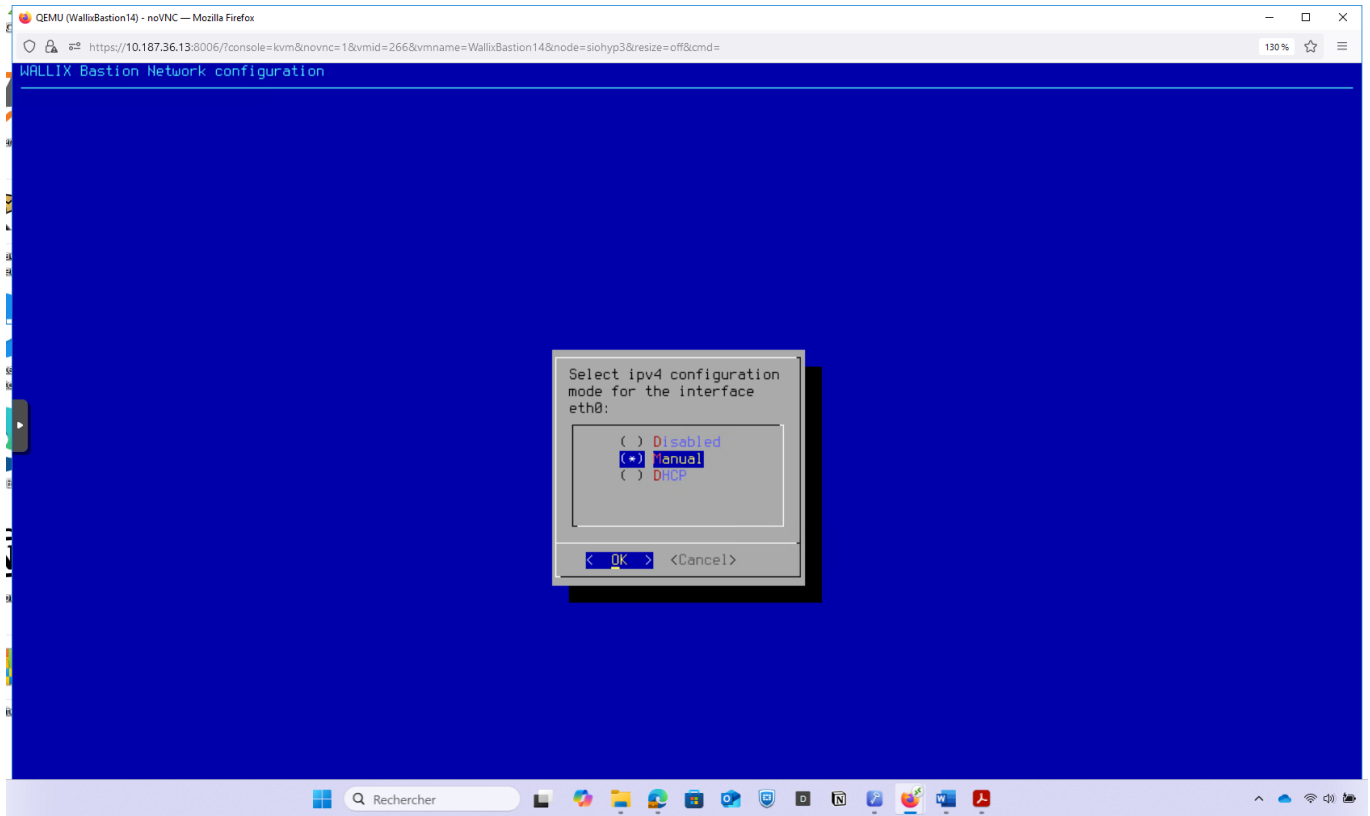 QEMU (WallixBastion14) - noVNC — Mozilla Firefox
https://10.187.36.13:8006/?console=kvm&novnc=1&vmid=266&vmname=WallixBastion14&node=siohyp3&resize=off&cmd=
130 %
WALLIX Bastion Network configuration
Select ipv4 configuration
mode for the interface
eth0:
( ) Disabled
(*) Manual
( ) DHCP
< OK > <Cancel>
Rechercher